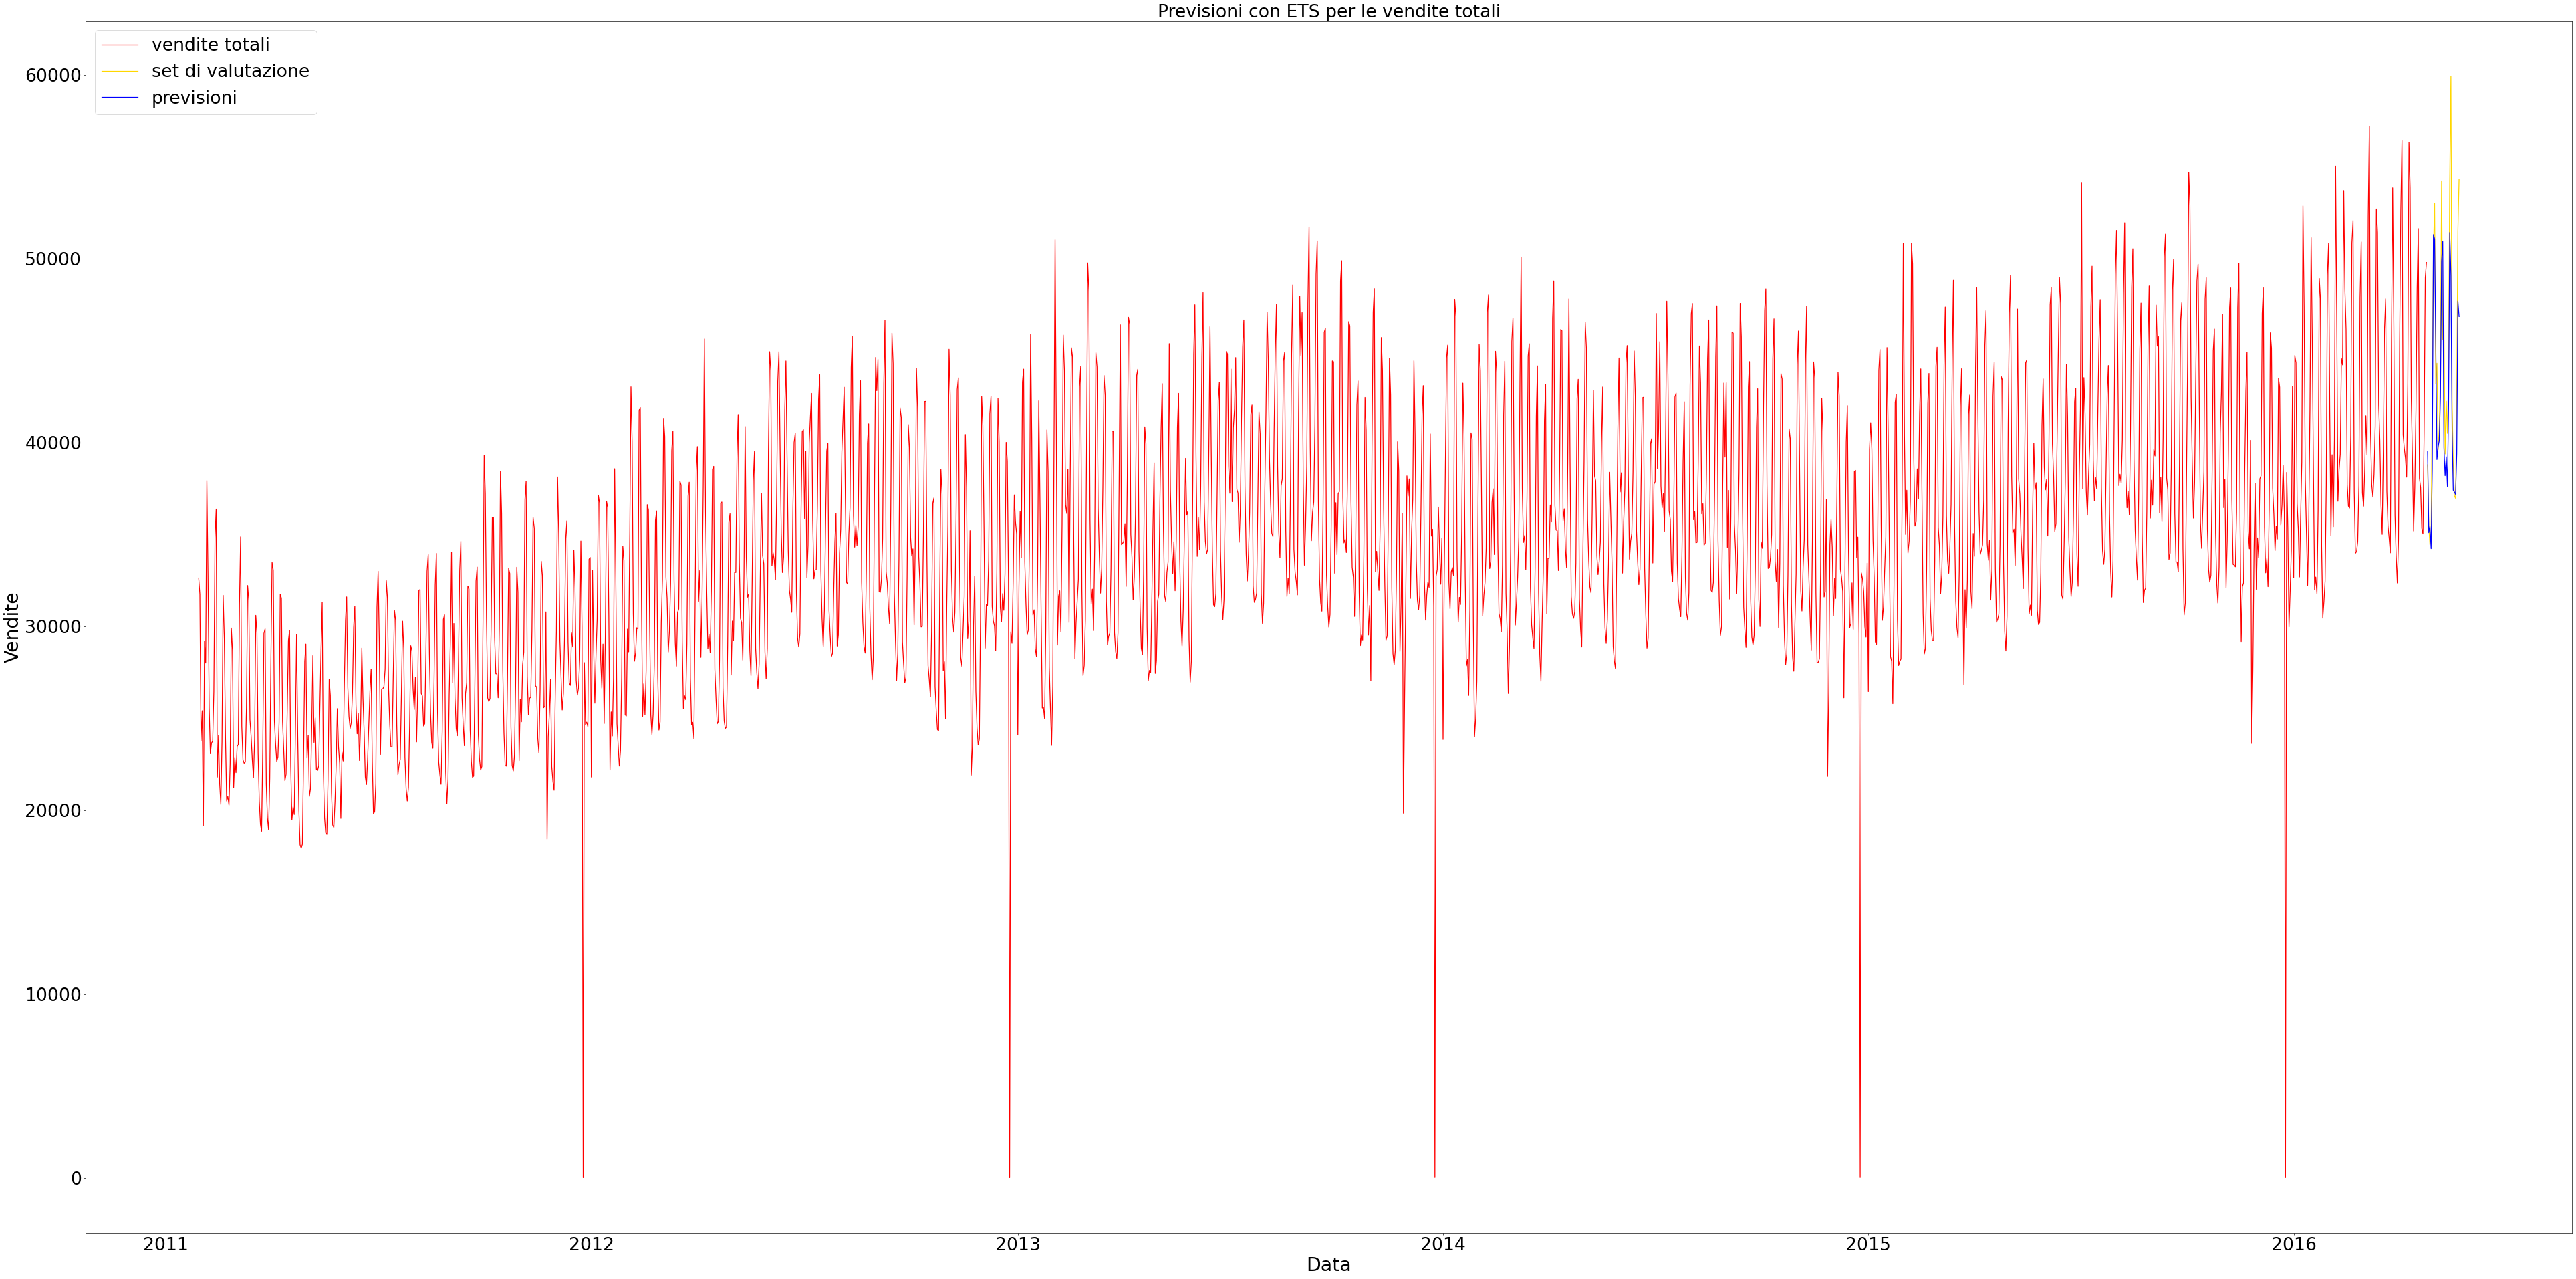 Previsioni con ETS per le vendite totali
vendite totali
set di valutazione
previsioni
60000
50000
40000
30000
20000
10000
0
Vendite
2011 2012 2013 2014 2015 2016
Data